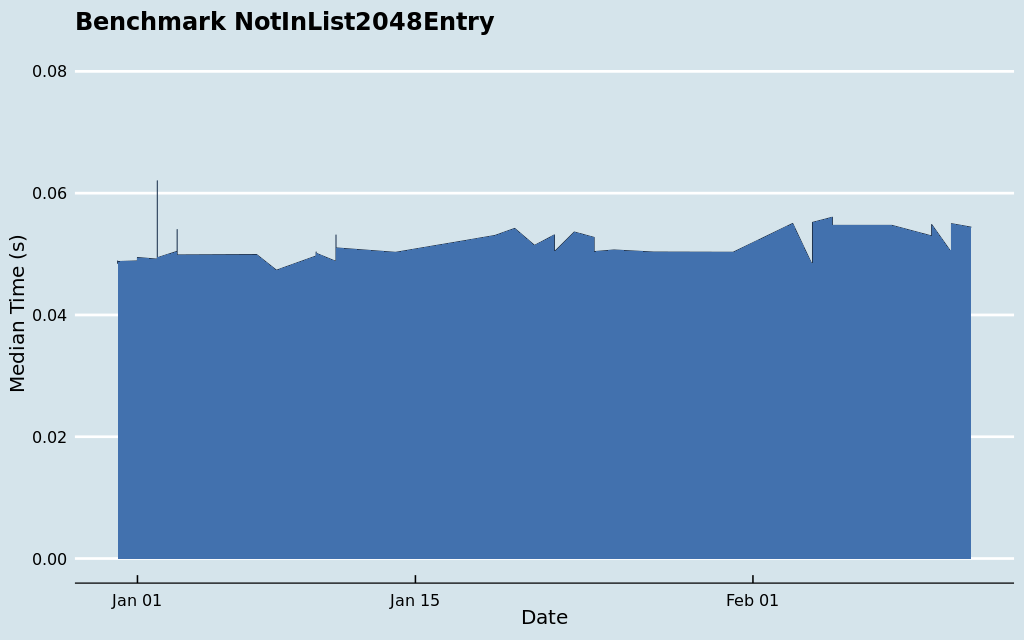 Benchmark NotInList2048Entry
0.08
0.06
0.04
0.02
0.00
Median Time (s)
Jan 01
Jan 15
Feb 01
Date